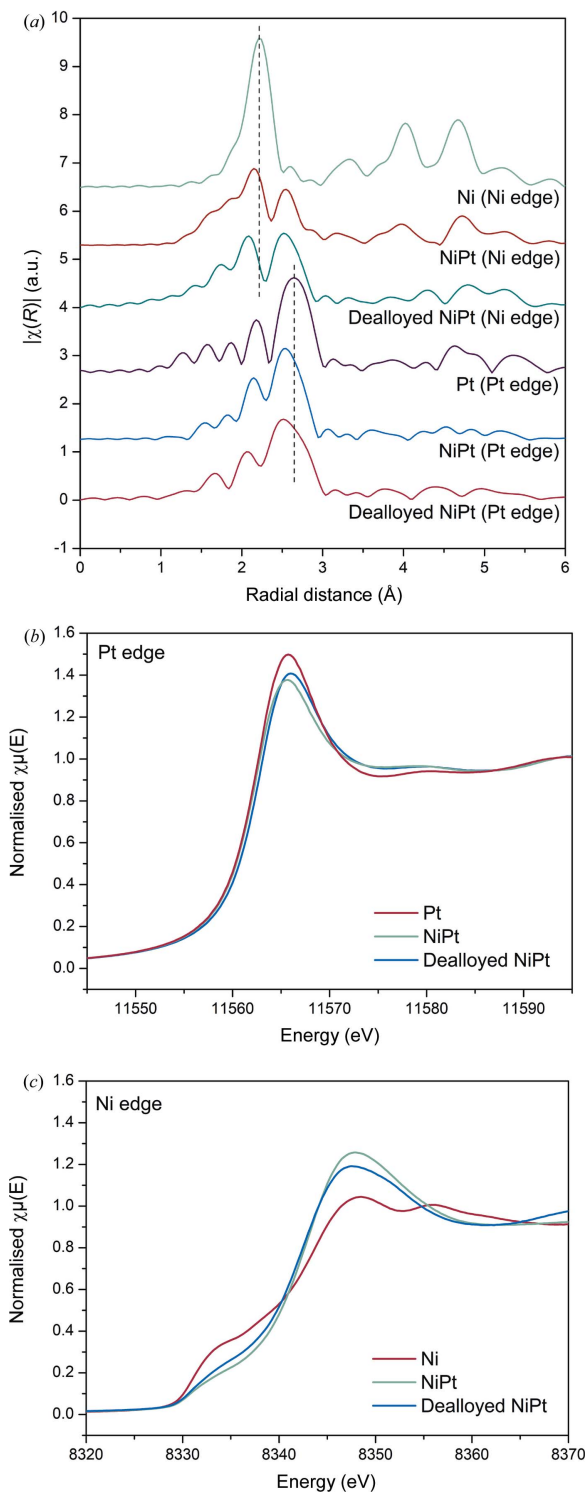 (a)
10
9
8
7
6
5
4
3
2
1
0
-1
|χ(R)| (a.u.)
Ni (Ni edge)
NiPt (Ni edge)
Dealloyed NiPt (Ni edge)
Pt (Pt edge)
NiPt (Pt edge)
Dealloyed NiPt (Pt edge)
0 1 2 3 4 5 6
Radial distance (Å)
(b)
Pt edge
1.6
1.4
1.2
1.0
0.8
0.6
0.4
0.2
0.0
Normalised χμ(E)
Pt
NiPt
Dealloyed NiPt
11550 11560 11570 11580 11590
Energy (eV)
(c)
Ni edge
1.6
1.4
1.2
1.0
0.8
0.6
0.4
0.2
0.0
Normalised χμ(E)
Ni
NiPt
Dealloyed NiPt
8320 8330 8340 8350 8360 8370
Energy (eV)